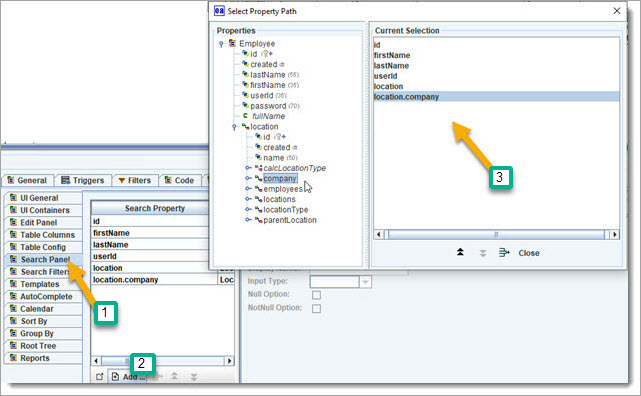 ea Select Property Path
Properties
Employee
id
created
lastName (55)
firstName (35)
userId (35)
password (70)
fullName
location
id
created
name (50)
calcLocationType
company
employees
locations
locationType
parentLocation
Current Selection
id
firstName
lastName
userId
location
location.company
3
Close
General Triggers Filters Code
UI General
UI Containers
Edit Panel
Table Columns
Table Config
Search Panel
Search Filters
Templates
AutoComplete
Calendar
Sort By
Group By
Root Tree
Reports
1
Search Property
id
firstName
lastName
userId
location Loc
location.company Loc
2
Add ...
Input Type:
Null Option:
NotNull Option: